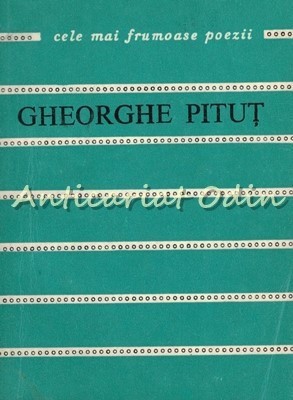 cele mai frumoase poezii
GHEORGHE PITUȚ
Anticariat Odin